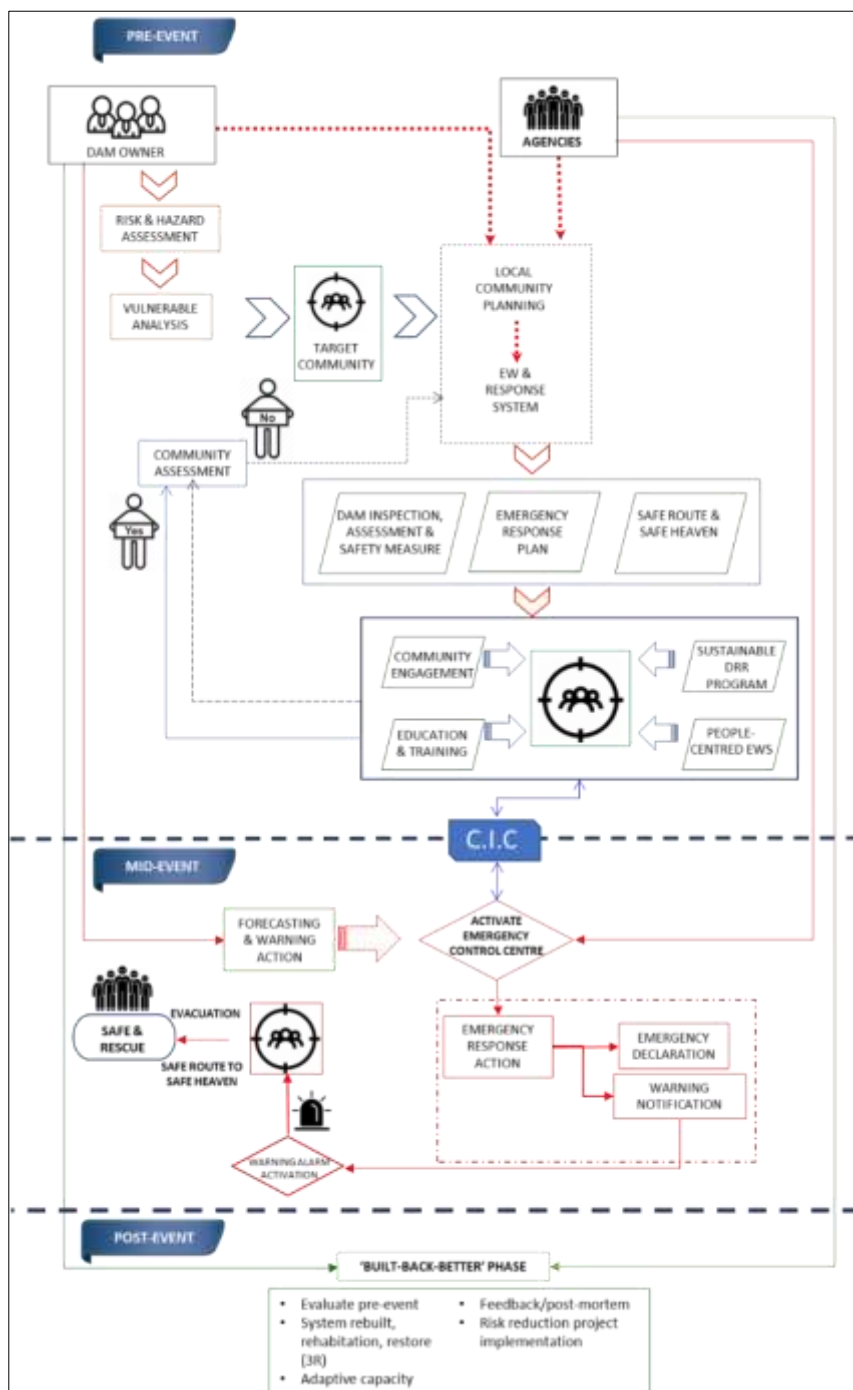 PRE-EVENT
DAM OWNER
AGENCIES
RISK & HAZARD
ASSESSMENT
VULNERABLE
ANALYSIS
TARGET
COMMUNITY
LOCAL
COMMUNITY
PLANNING
EW &
RESPONSE
SYSTEM
No
COMMUNITY
ASSESSMENT
Yes
DAM INSPECTION,
ASSESSMENT &
SAFETY MEASURE
EMERGENCY
RESPONSE
PLAN
SAFE ROUTE &
SAFE HEAVEN
COMMUNITY
ENGAGEMENT
SUSTAINABLE
DRR
PROGRAM
EDUCATION
& TRAINING
PEOPLE-
CENTRED EWS
C.I.C
MID-EVENT
FORECASTING
& WARNING
ACTION
ACTIVATE
EMERGENCY
CONTROL CENTRE
EVACUATION
SAFE &
RESCUE
SAFE ROUTE TO
SAFE HEAVEN
EMERGENCY
RESPONSE
ACTION
EMERGENCY
DECLARATION
WARNING
NOTIFICATION
WARNING ALARM
ACTIVATION
POST-EVENT
'BUILT-BACK-BETTER' PHASE
• Evaluate pre-event
• System rebuilt,
rehabitation, restore
(3R)
• Adaptive capacity
• Feedback/post-mortem
• Risk reduction project
implementation